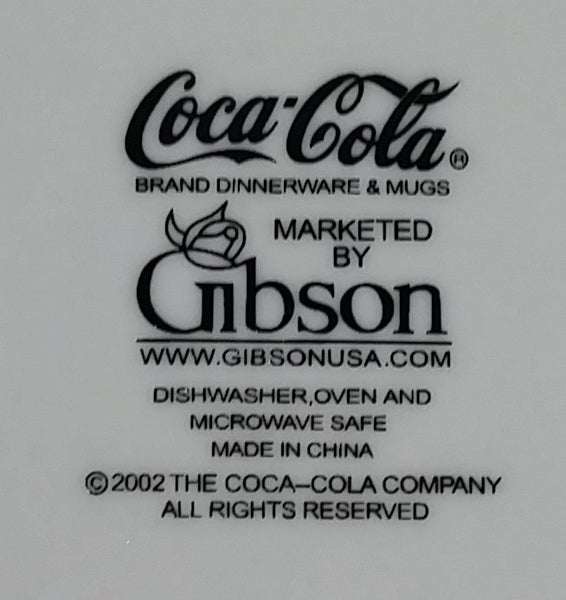 Coca-Cola®
BRAND DINNERWARE & MUGS
MARKETED
BY
Gibson
WWW.GIBSONUSA.COM
DISHWASHER,OVEN AND
MICROWAVE SAFE
MADE IN CHINA
©2002 THE COCA–COLA COMPANY
ALL RIGHTS RESERVED